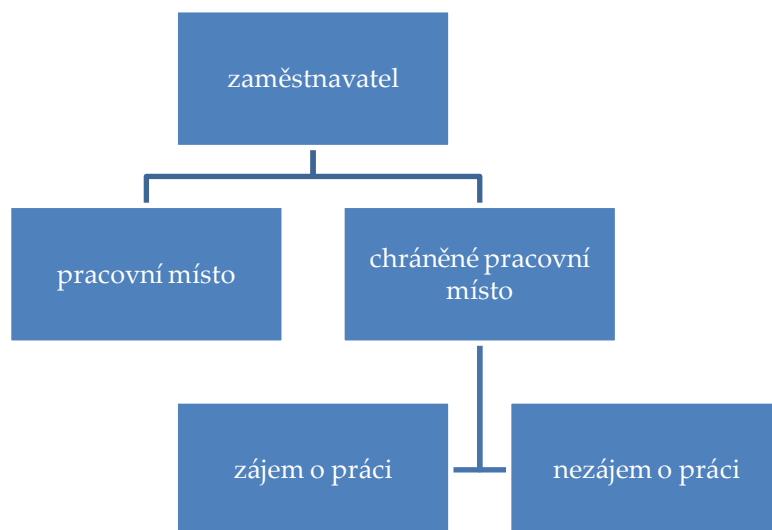 zaměstnavatel
pracovní místo
chráněné pracovní
místo
zájem o práci
nezájem o práci